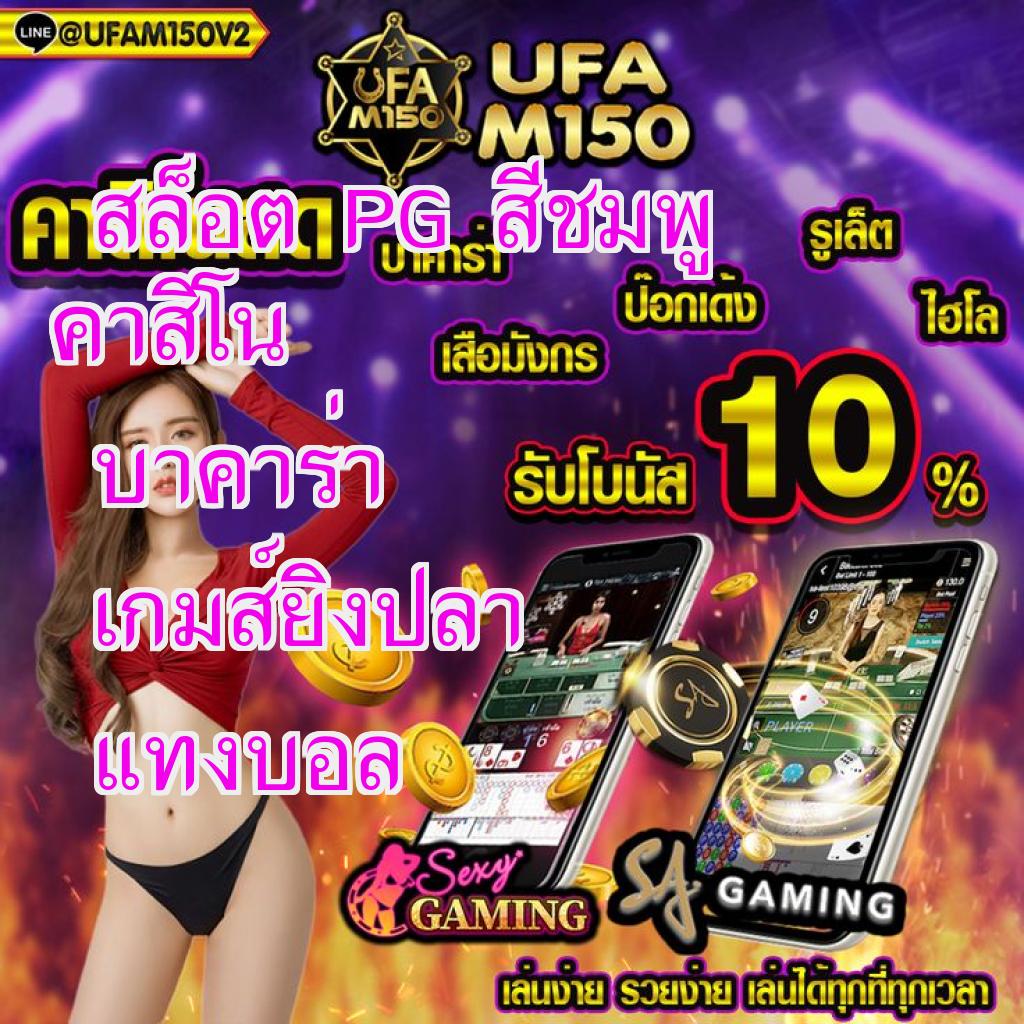 LINE @UFAM150V2
UFA
M150
UFA
M150
สล็อต PG สีชมพู
บาคาร่า
รูเล็ต
คาสิโน
ป๊อกเด้ง
ไฮโล
เสือมังกร
10
รับโบนัส
%
บาคาร่า
เกมส์ยิงปลา
แทงบอล
PLAYER
Sexy
GAMING
SA GAMING
เล่นง่าย รวยง่าย เล่นได้ทุกที่ทุกเวลา